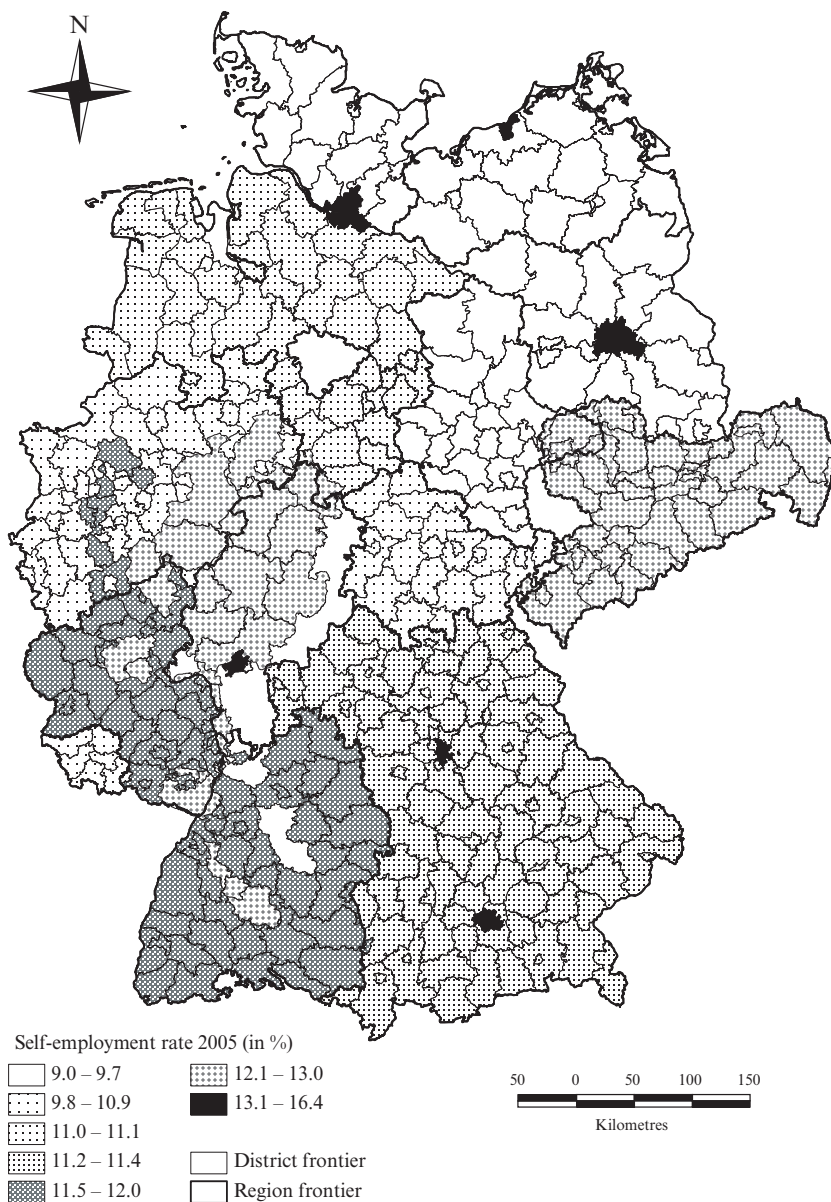 N
Self-employment rate 2005 (in %)
9.0 – 9.7
9.8 – 10.9
11.0 – 11.1
11.2 – 11.4
11.5 – 12.0
12.1 – 13.0
13.1 – 16.4
District frontier
Region frontier
50 0 50 100 150
Kilometres